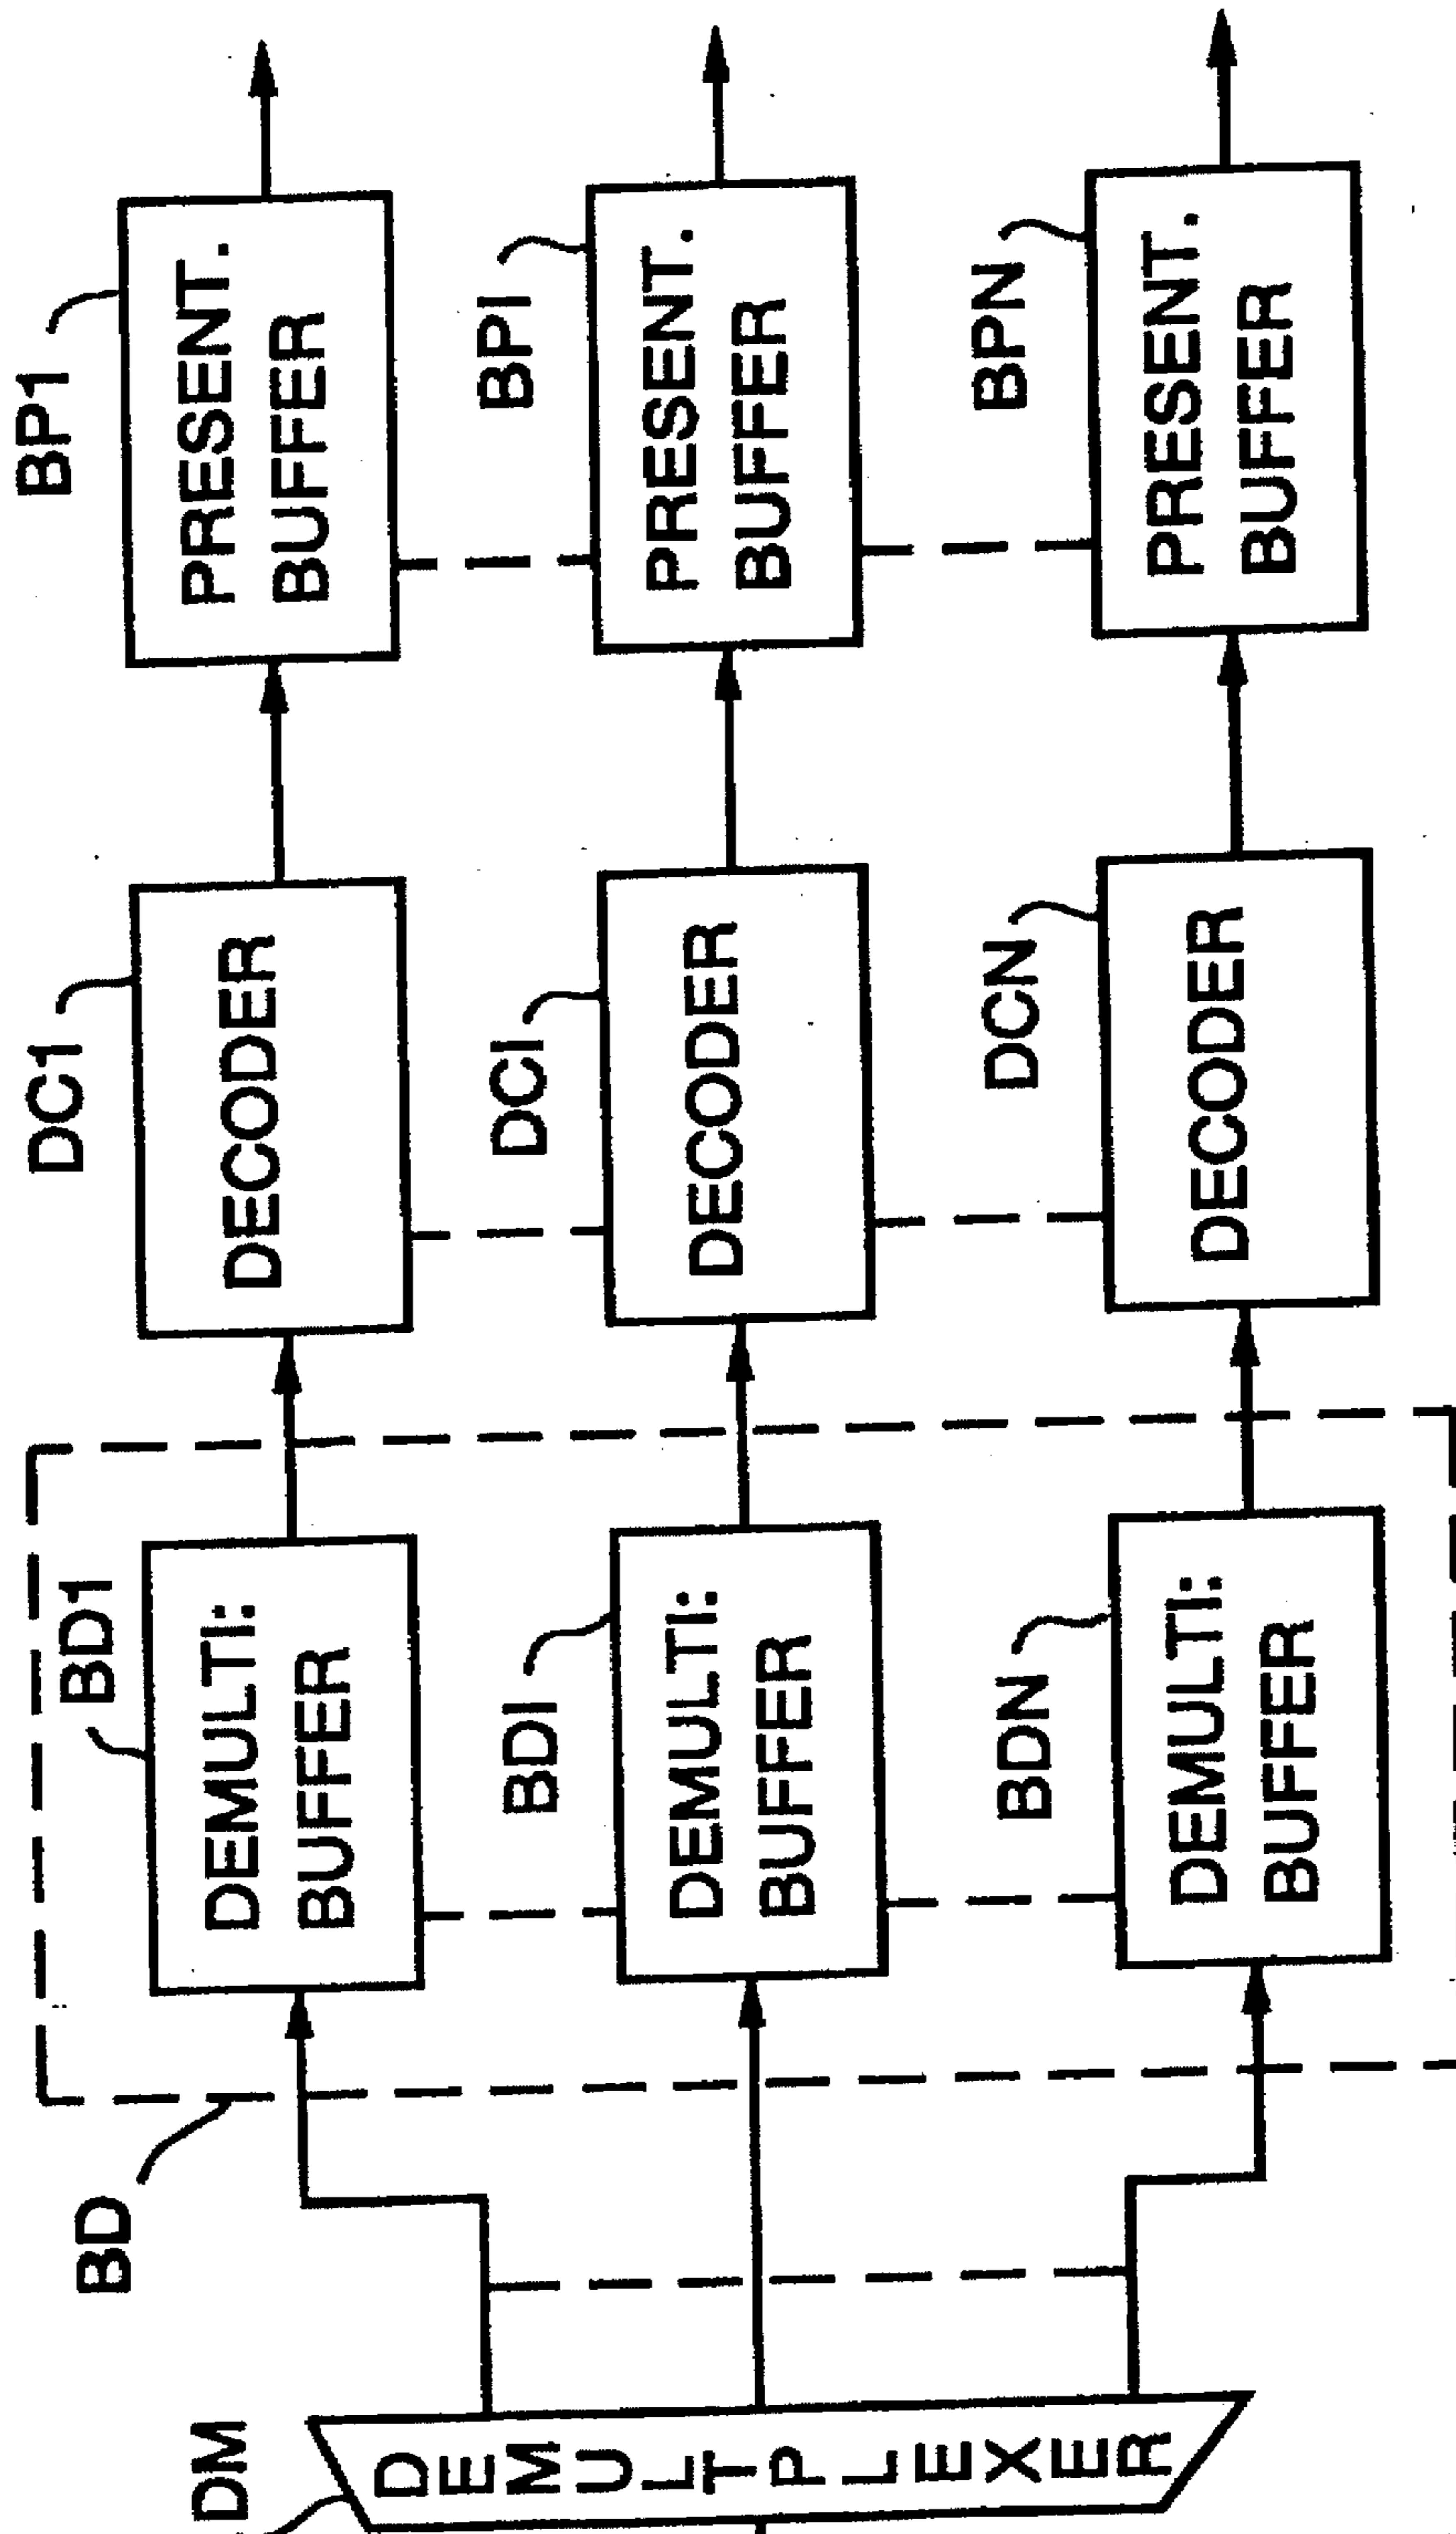 DM
DEMULTPLEXER
BD
BD1
DEMULTI:
BUFFER
DC1
DECODER
BP1
PRESENT.
BUFFER
BDI
DEMULTI:
BUFFER
DCI
DECODER
BPI
PRESENT.
BUFFER
BDN
DEMULTI:
BUFFER
DCN
DECODER
BPN
PRESENT.
BUFFER